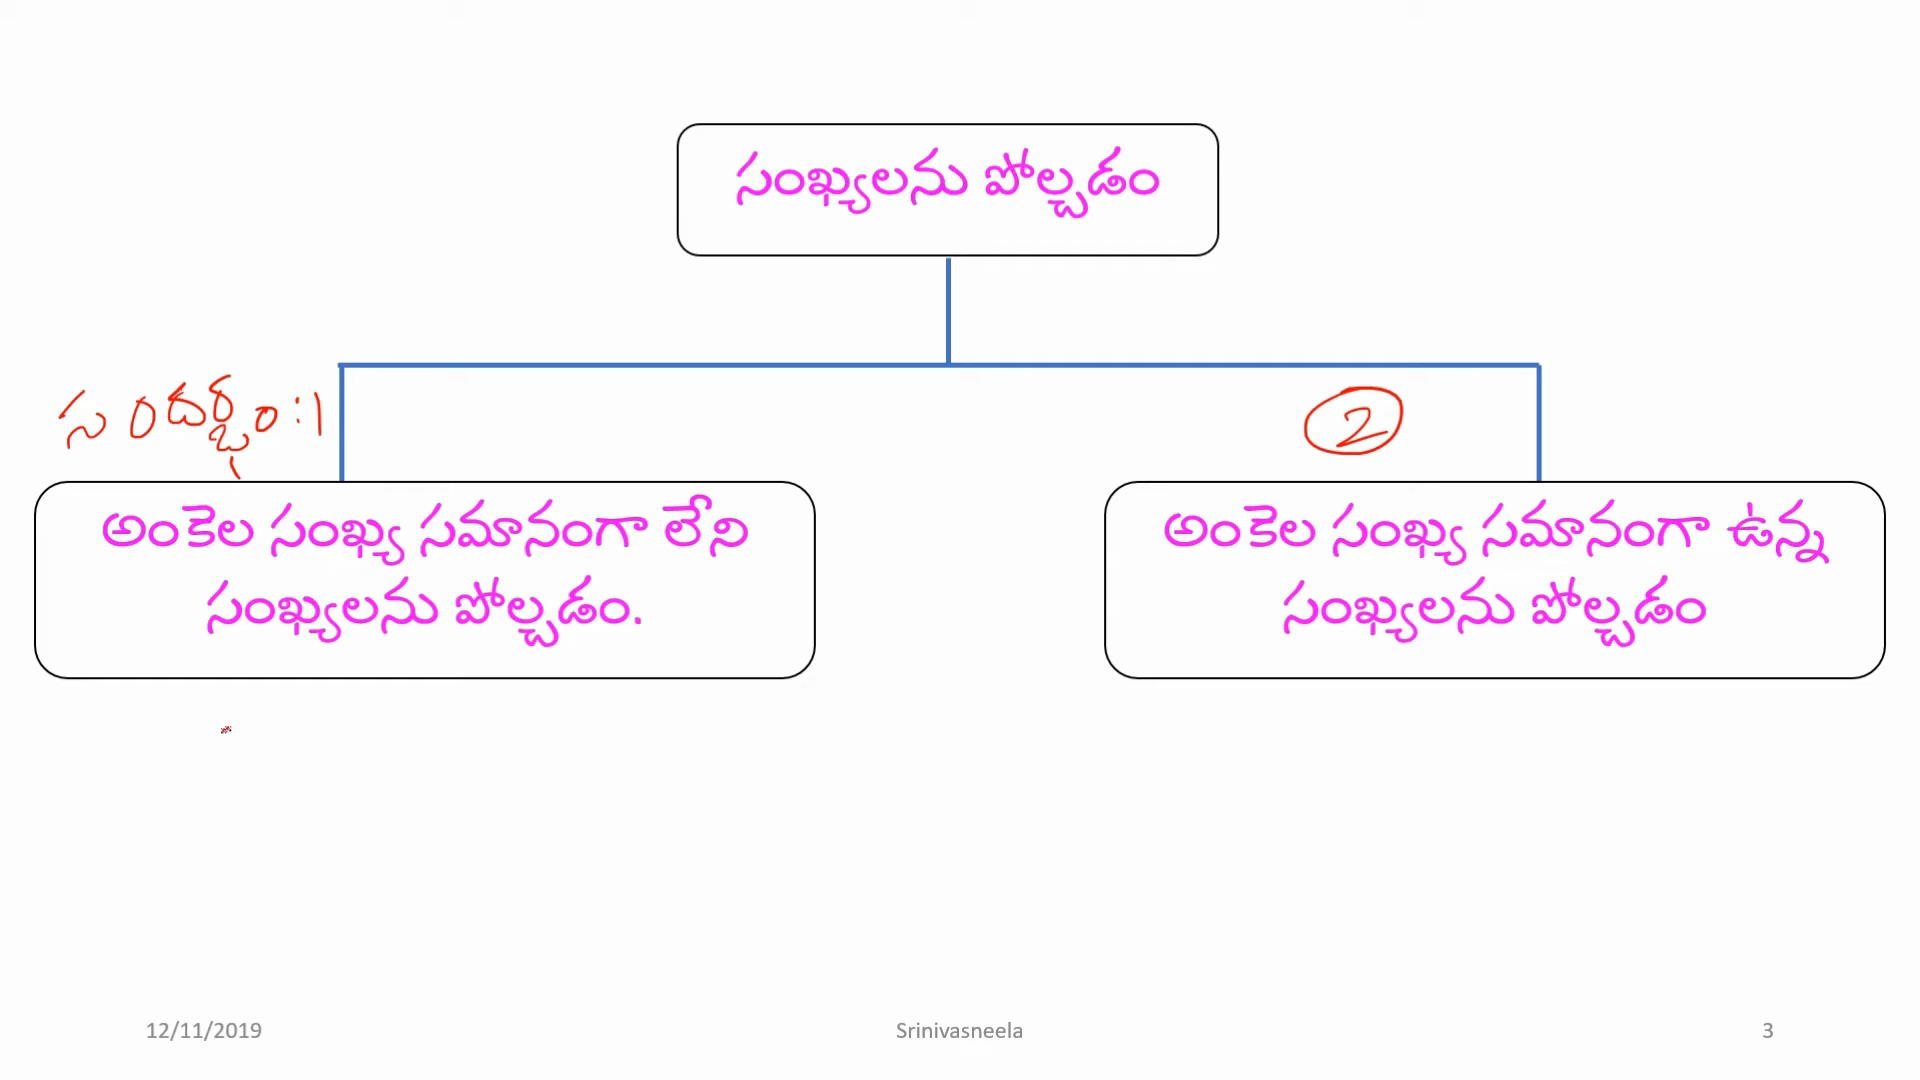 సంఖ్యలను పోల్చడం
సందర్భం :1
2
అంకెల సంఖ్య సమానంగా లేని
సంఖ్యలను పోల్చడం.
అంకెల సంఖ్య సమానంగా ఉన్న
సంఖ్యలను పోల్చడం
12/11/2019
Srinivasneela
3